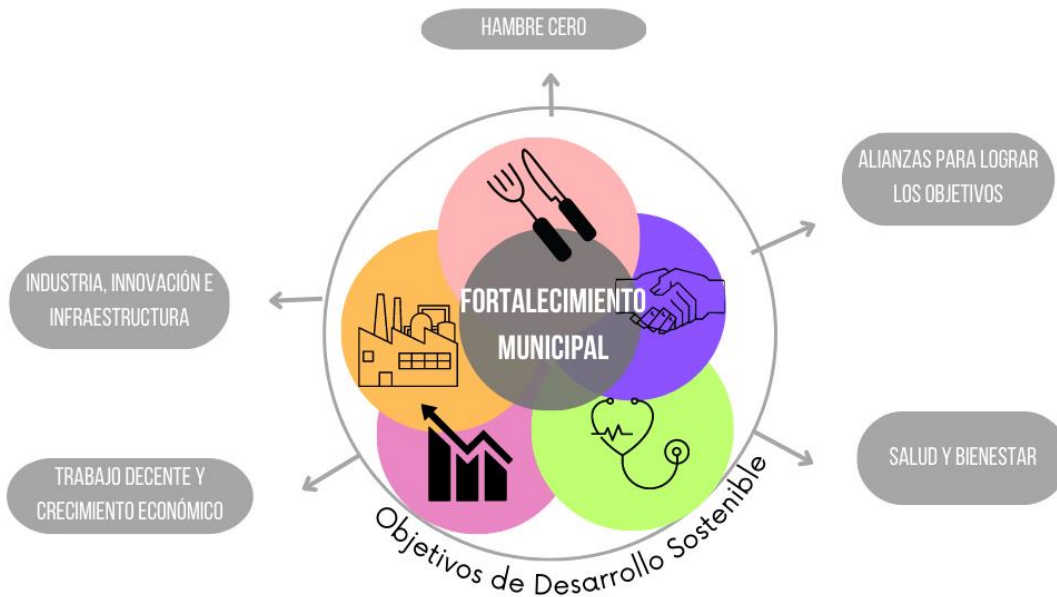 HAMBRE CERO
ALIANZAS PARA LOGRAR
LOS OBJETIVOS
INDUSTRIA, INNOVACIÓN E
INFRAESTRUCTURA
FORTALECIMIENTO
MUNICIPAL
SALUD Y BIENESTAR
TRABAJO DECENTE Y
CRECIMIENTO ECONÓMICO
Objetivos de Desarrollo Sostenible